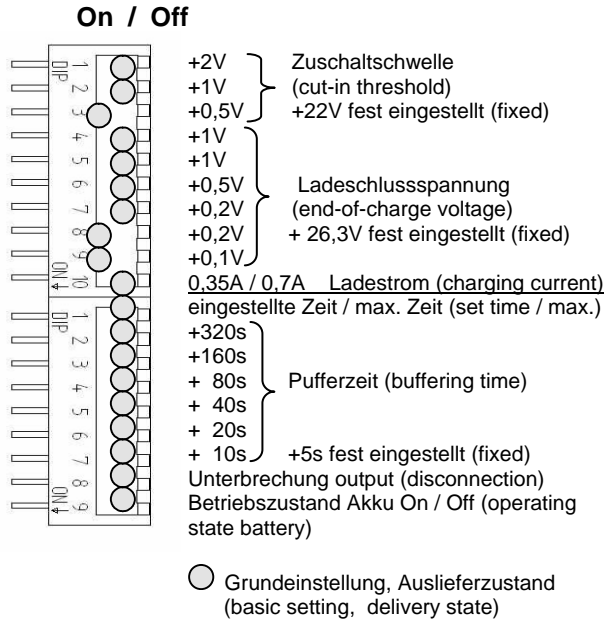 On / Off
+2V Zuschaltschwelle
+1V (cut-in threshold)
+0,5V +22V fest eingestellt (fixed)
+1V
+1V
+0,5V Ladeschlussspannung
+0,2V (end-of-charge voltage)
+0,2V + 26,3V fest eingestellt (fixed)
+0,1V
0,35A / 0,7A Ladestrom (charging current)
eingestellte Zeit / max. Zeit (set time / max.)
+320s
+160s
+ 80s Pufferzeit (buffering time)
+ 40s
+ 20s
+ 10s +5s fest eingestellt (fixed)
Unterbrechung output (disconnection)
Betriebszustand Akku On / Off (operating
state battery)
Grundeinstellung, Auslieferzustand
(basic setting, delivery state)
DIP
1
2
3
4
5
6
7
8
9
10
ON↓
DIP
1
2
3
4
5
6
7
8
9
ON↓